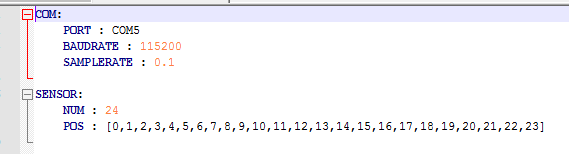 COM:
PORT : COM5
BAUDRATE : 115200
SAMPLERATE : 0.1
SENSOR:
NUM : 24
POS : [0,1,2,3,4,5,6,7,8,9,10,11,12,13,14,15,16,17,18,19,20,21,22,23]